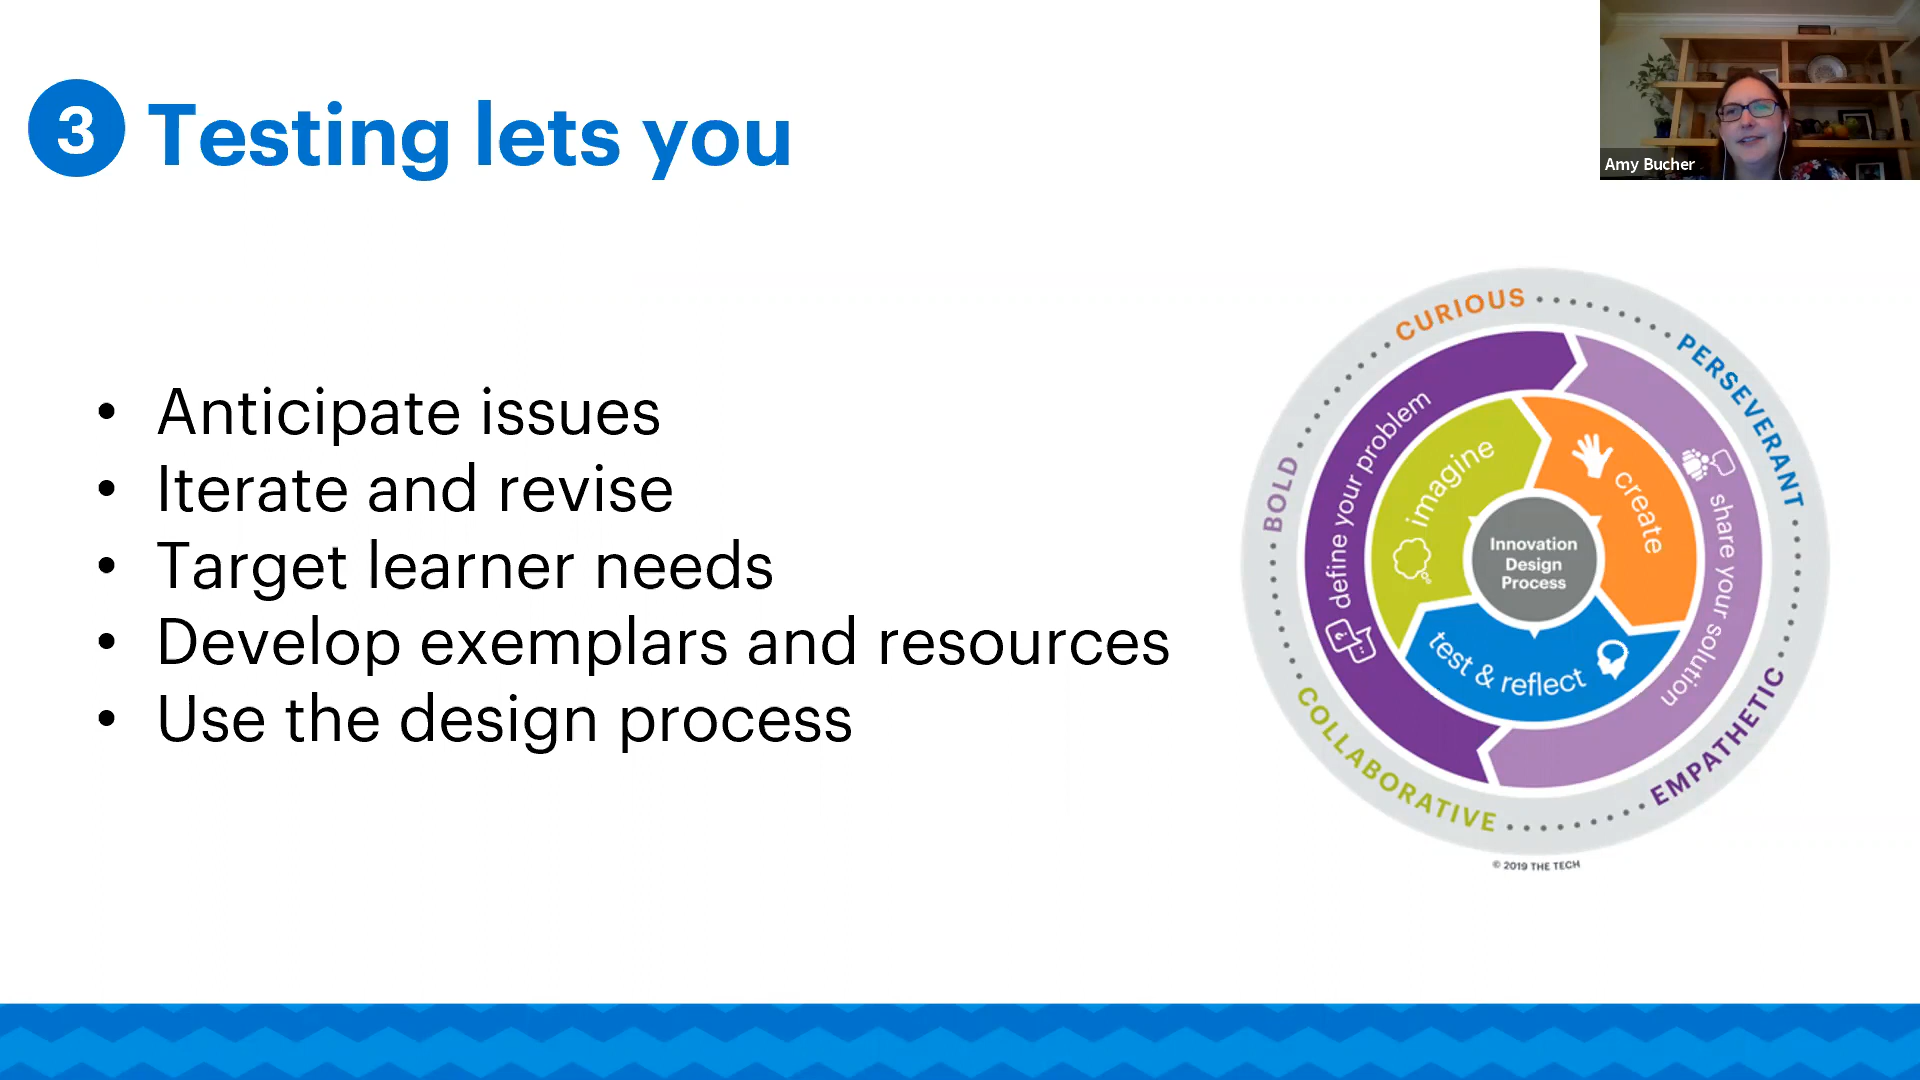 3 Testing lets you
Amy Bucher
• Anticipate issues
• Iterate and revise
• Target learner needs
• Develop exemplars and resources
• Use the design process
CURIOUS
PERSEVERANT
EMPATHETIC
COLLABORATIVE
BOLD
define your problem
share your solution
imagine
create
test & reflect
Innovation
Design
Process
© 2019 THE TECH